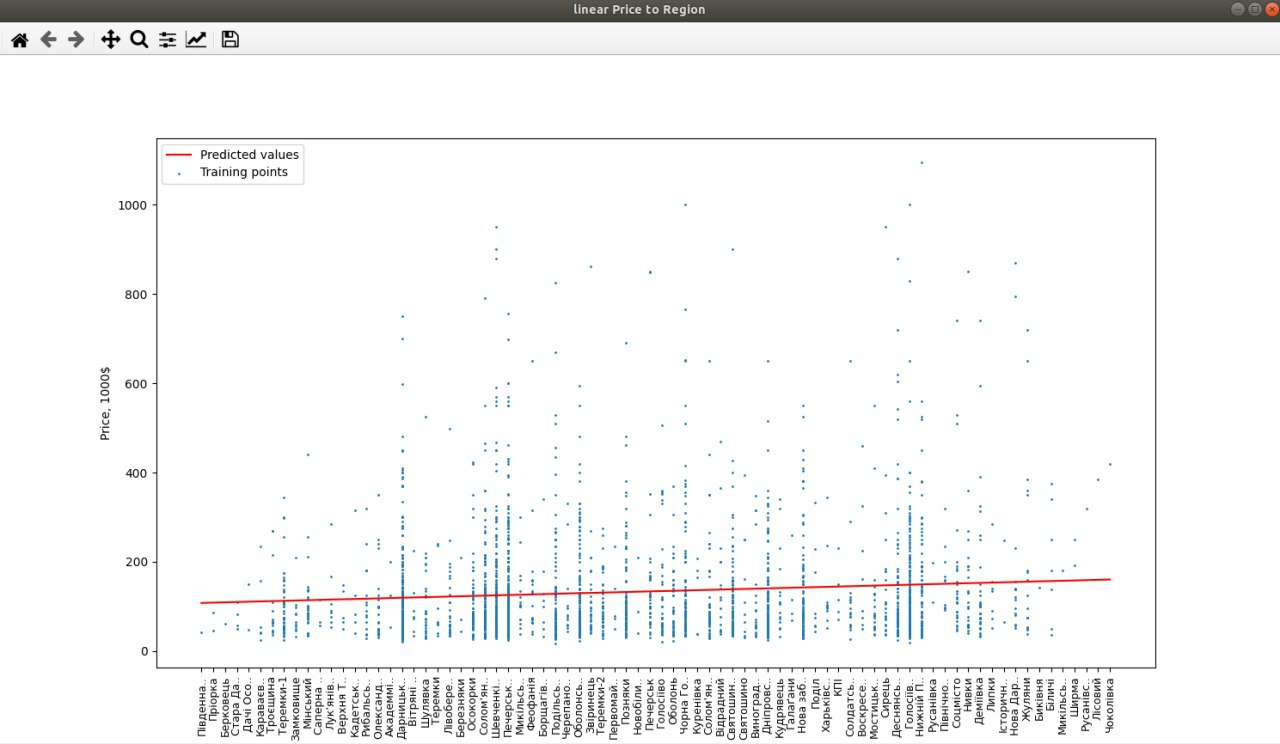 linear Price to Region
Predicted values
Training points
1000
800
600
400
200
0
Price, 1000$
Південна..
Пріорка
Берковець
Стара Да..
Дачі Осо..
Караваєв..
Троєщина
Теремки-1
Замковище
Мінський
Саперна ..
Лук'янів..
Верхня Т..
Кадетськ..
Рибальсь..
Олександ..
Академмі..
Дарницьк..
Вітряні ..
Шулявка
Теремки
Лівобере..
Березняки
Осокорки
Солом'ян..
Шевченкі..
Печерськ..
Микільсь..
Феофанія
Борщагів..
Подільсь..
Черепано..
Оболонсь..
Звіринець
Теремки-2
Первомай..
Позняки
Новобіли..
Печерськ
Голосієво
Оболонь
Чорна Го..
Куренівка
Солом'ян..
Відрадний
Святошин..
Святошино
Виноград..
Дніпровс..
Кудрявець
Галагани
Нова заб..
Поділ
Харьківс..
КПІ
Солдатсь..
Воскресе..
Мостицьк..
Сирець
Деснянсь..
Голосіїв..
Нижній П..
Русанівка
Північно..
Соцмісто
Нивки
Деміївка
Липки
Історичн..
Нова Дар..
Жуляни
Биківня
Біличі
Микільсь..
Ширма
Русанівс..
Лісовий
Чоколівка